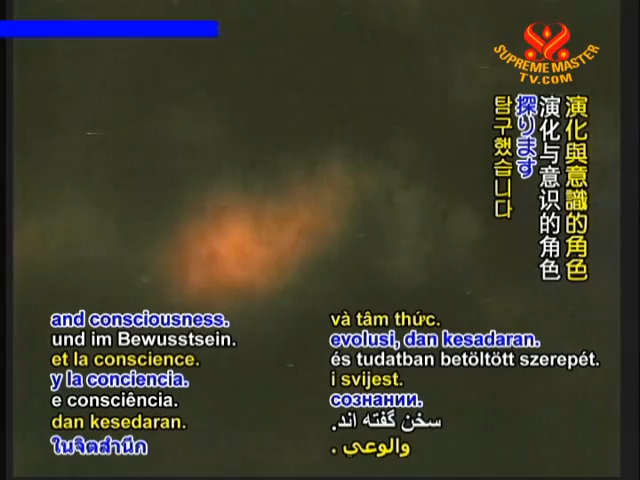 SUPREME MASTER
TV.COM
演化與意識的角色
演化与意识的角色
探ります
탐구했습니다
and consciousness.
und im Bewusstsein.
et la conscience.
y la conciencia.
e consciência.
dan kesedaran.
ในจิตสำนึก
và tâm thức.
evolusi, dan kesadaran.
és tudatban betöltött szerepét.
i svijest.
сознании.
سخن گفته اند.
والوعي .